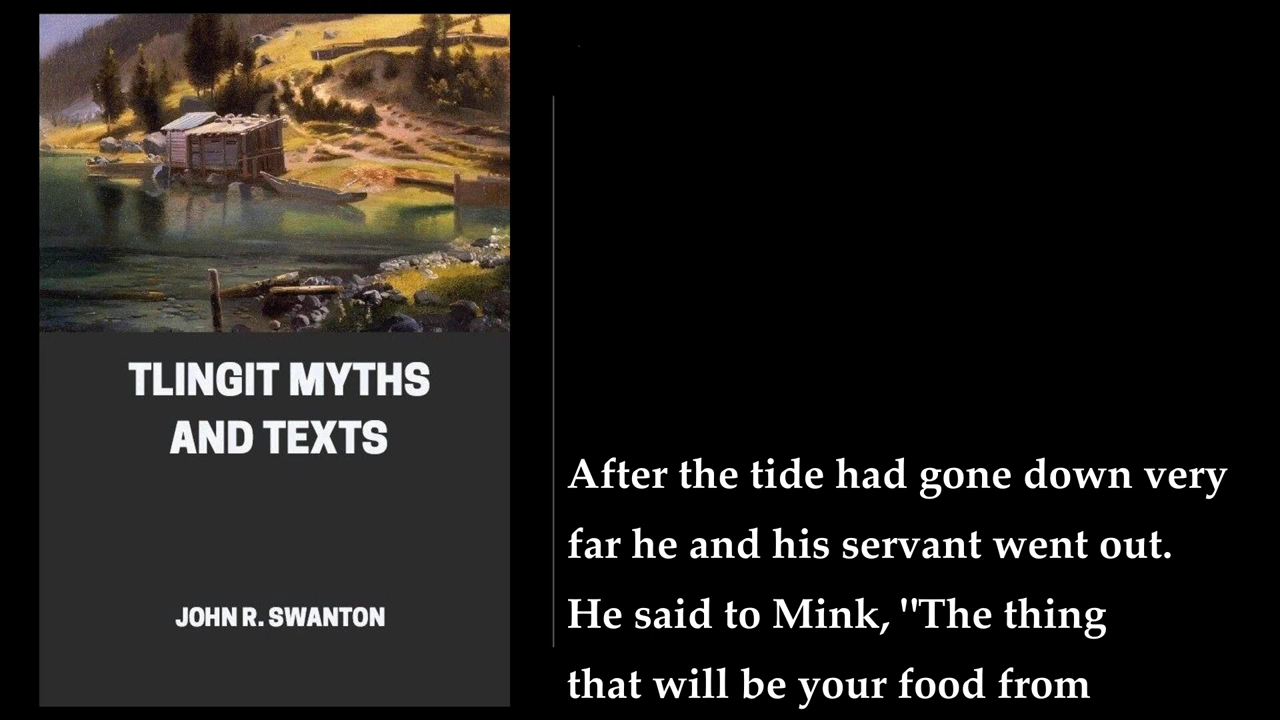 TLINGIT MYTHS
AND TEXTS
JOHN R. SWANTON
After the tide had gone down very
far he and his servant went out.
He said to Mink, "The thing
that will be your food from